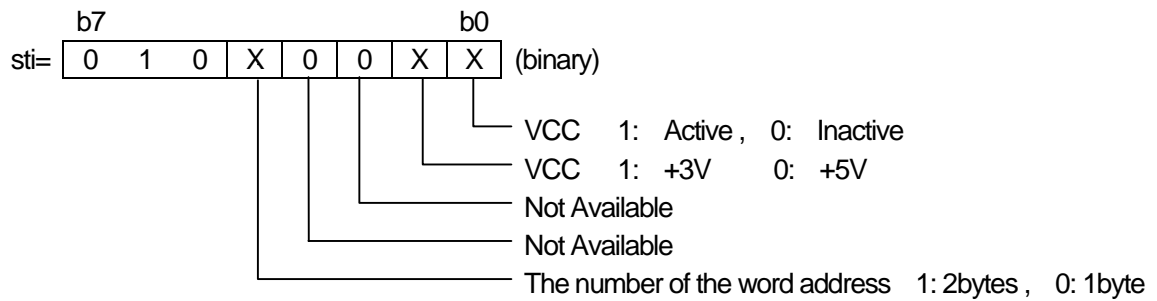 b7 b0
sti= 0 1 0 X 0 0 X X (binary)
VCC 1: Active , 0: Inactive
VCC 1: +3V 0: +5V
Not Available
Not Available
The number of the word address 1: 2bytes , 0: 1byte